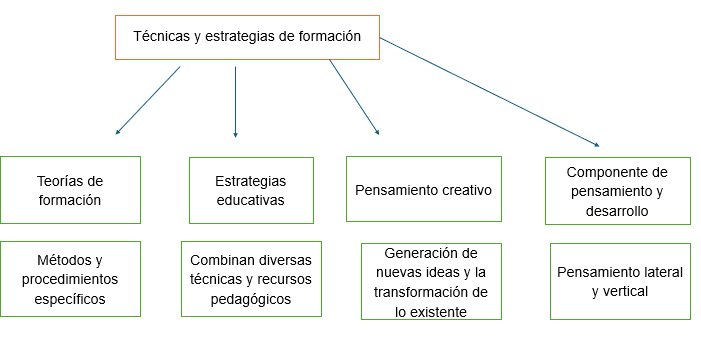 Técnicas y estrategias de formación
Teorías de
formación
Estrategias
educativas
Pensamiento creativo
Componente de
pensamiento y
desarrollo
Métodos y
procedimientos
específicos
Combinan diversas
técnicas y recursos
pedagógicos
Generación de
nuevas ideas y la
transformación de
lo existente
Pensamiento lateral
y vertical